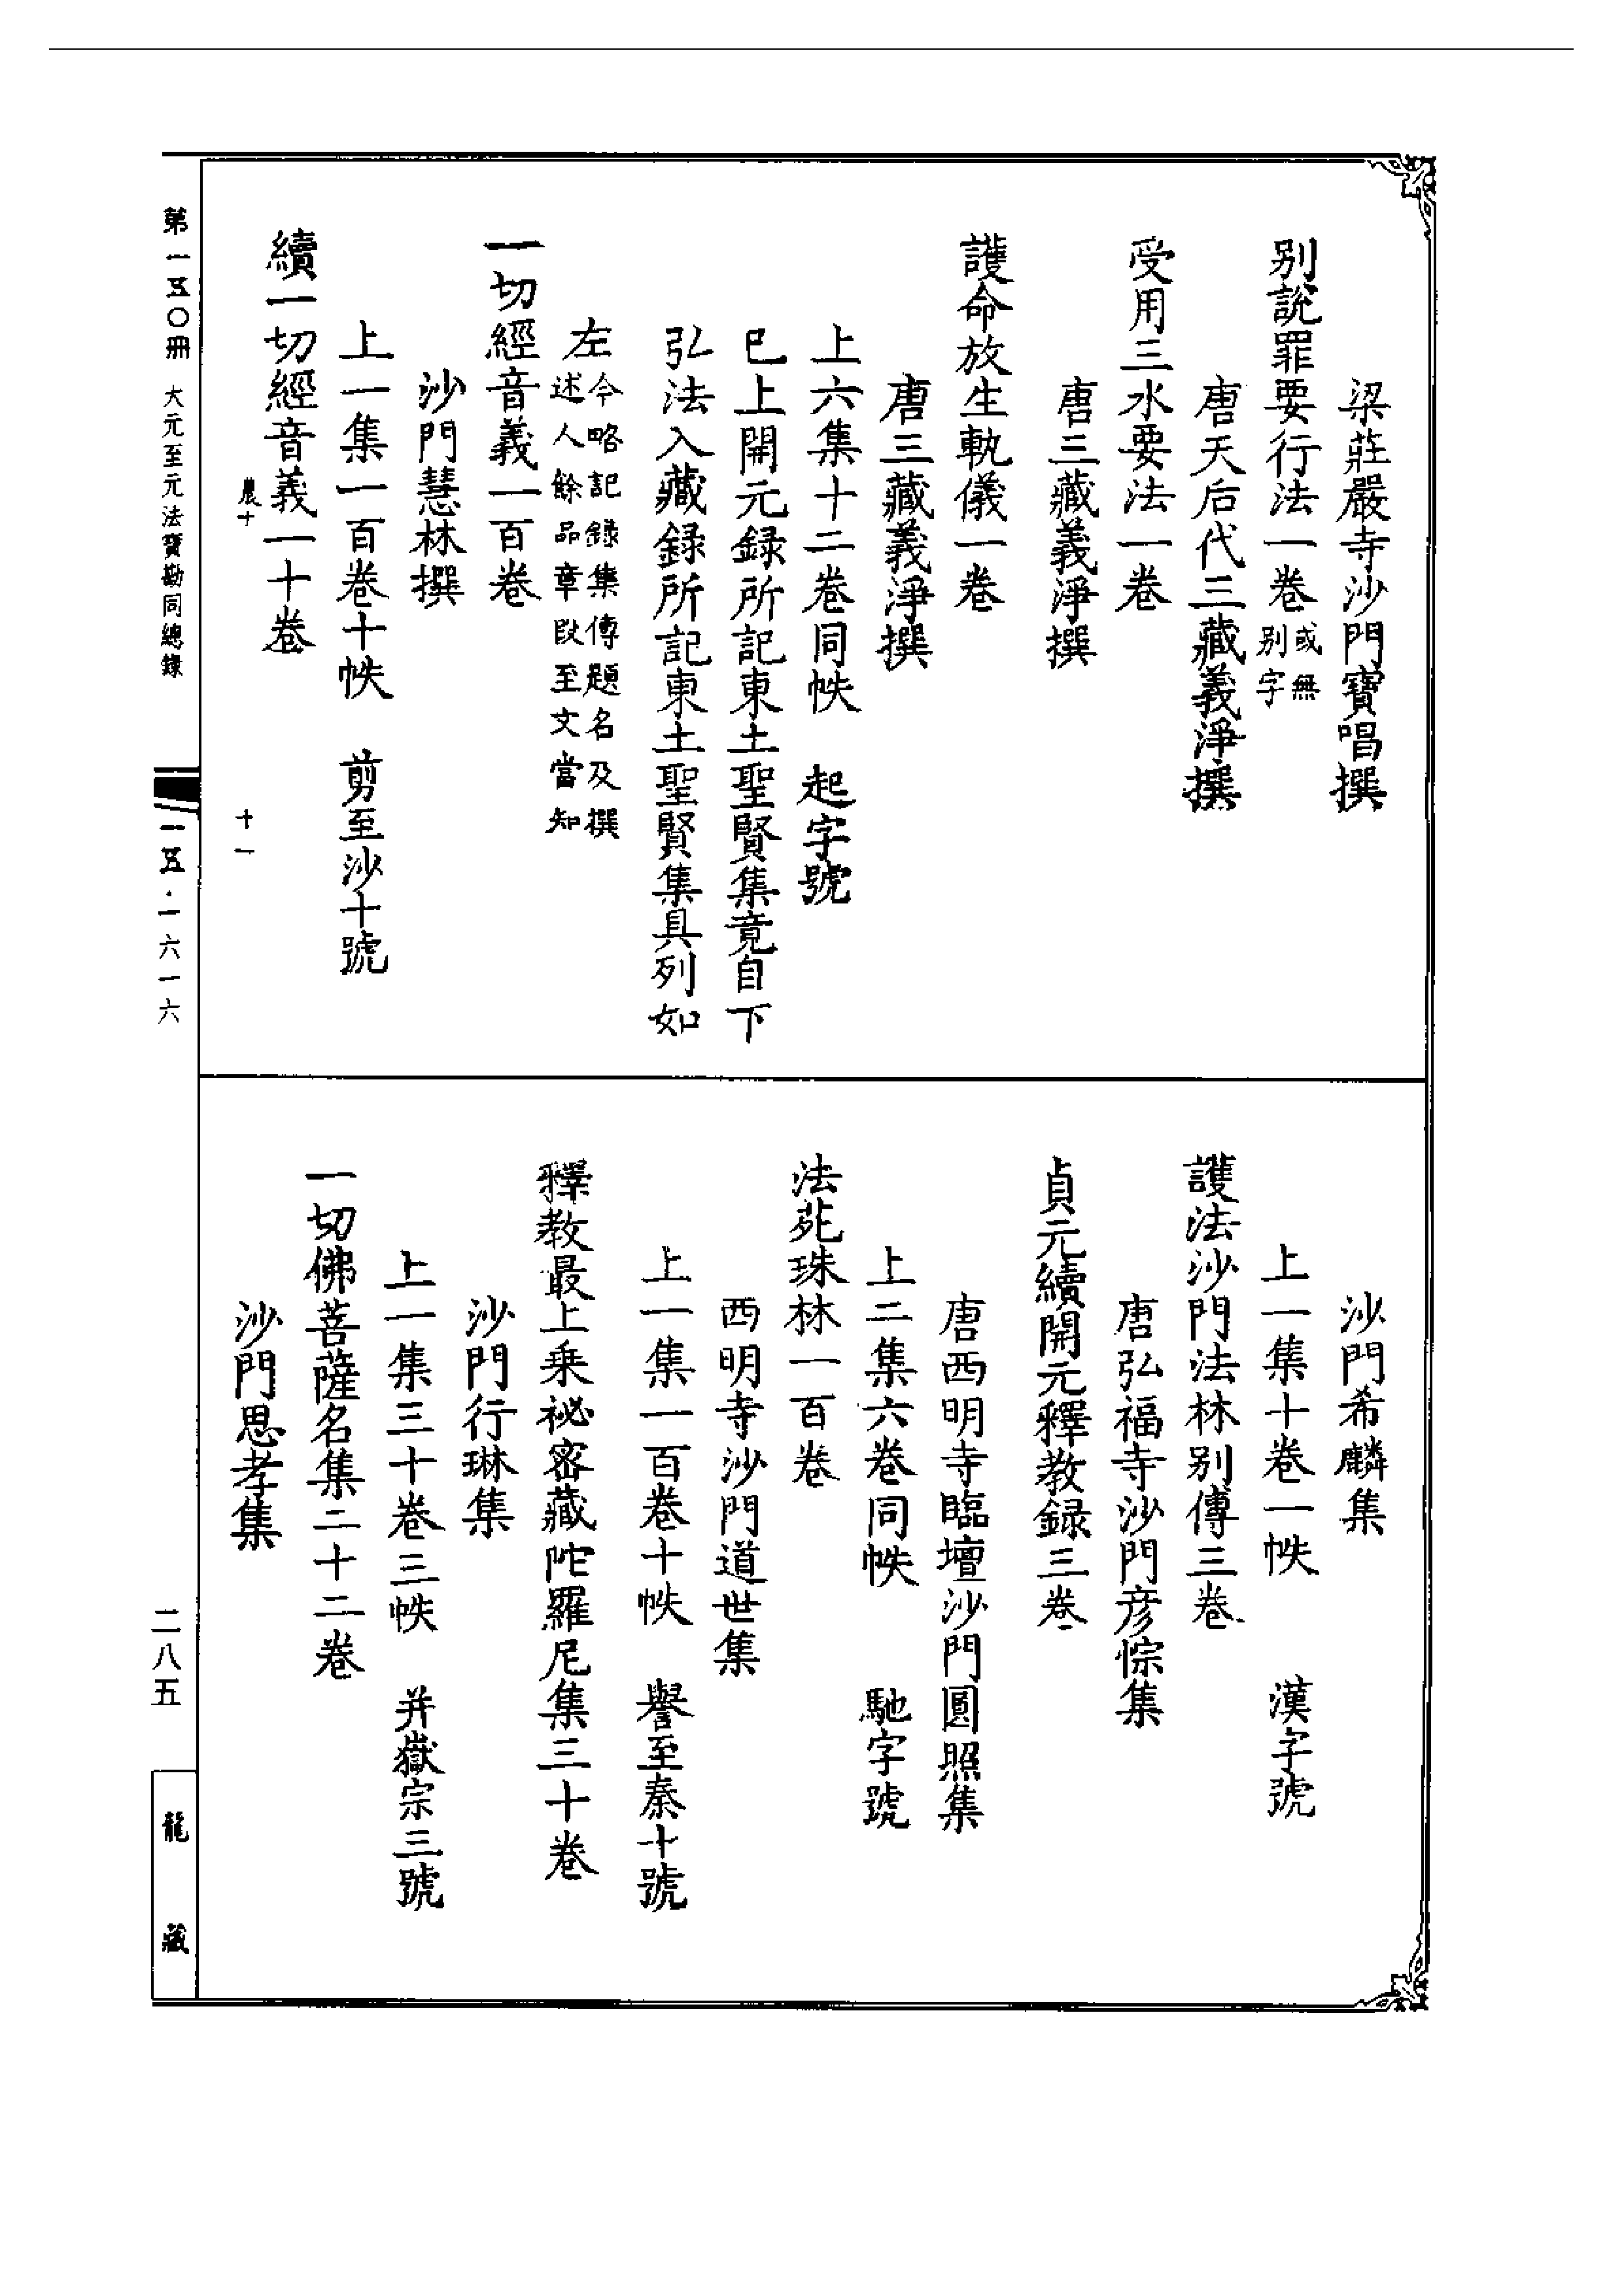 梁莊嚴寺沙門寶唱撰
别說罪要行法一卷或無别字
唐天后代三藏義淨撰
受用三水要法一卷
唐三藏義淨撰
護命放生軌儀一卷
唐三藏義淨撰
上六集十二卷同帙　起字號
已上開元録所記東土聖賢集竟自下
弘法入藏録所記東土聖賢集具列如
左今略記錄集傳題名及撰述人餘品章段至文當知
一切經音義一百卷
沙門慧林撰
上一集一百卷十帙　剪至沙十號
續一切經音義一十卷
農十　十一
沙門希麟集
上一集十卷一帙　漢字號
護法沙門法林别傳三卷
唐弘福寺沙門彦悰集
貞元續開元釋教録三卷
唐西明寺臨壇沙門圓照集
上二集六卷同帙　馳字號
法苑珠林一百卷
西明寺沙門道世集
上一集一百卷十帙　譽至秦十號
釋教最上乘祕密藏陀羅尼集三十卷
沙門行琳集
上一集三十卷三帙　并嶽宗三號
一切佛菩薩名集二十二卷
沙門思孝集
第一五〇冊　大元至元法寶勘同總錄
一五·一六一六
二八五
龍藏